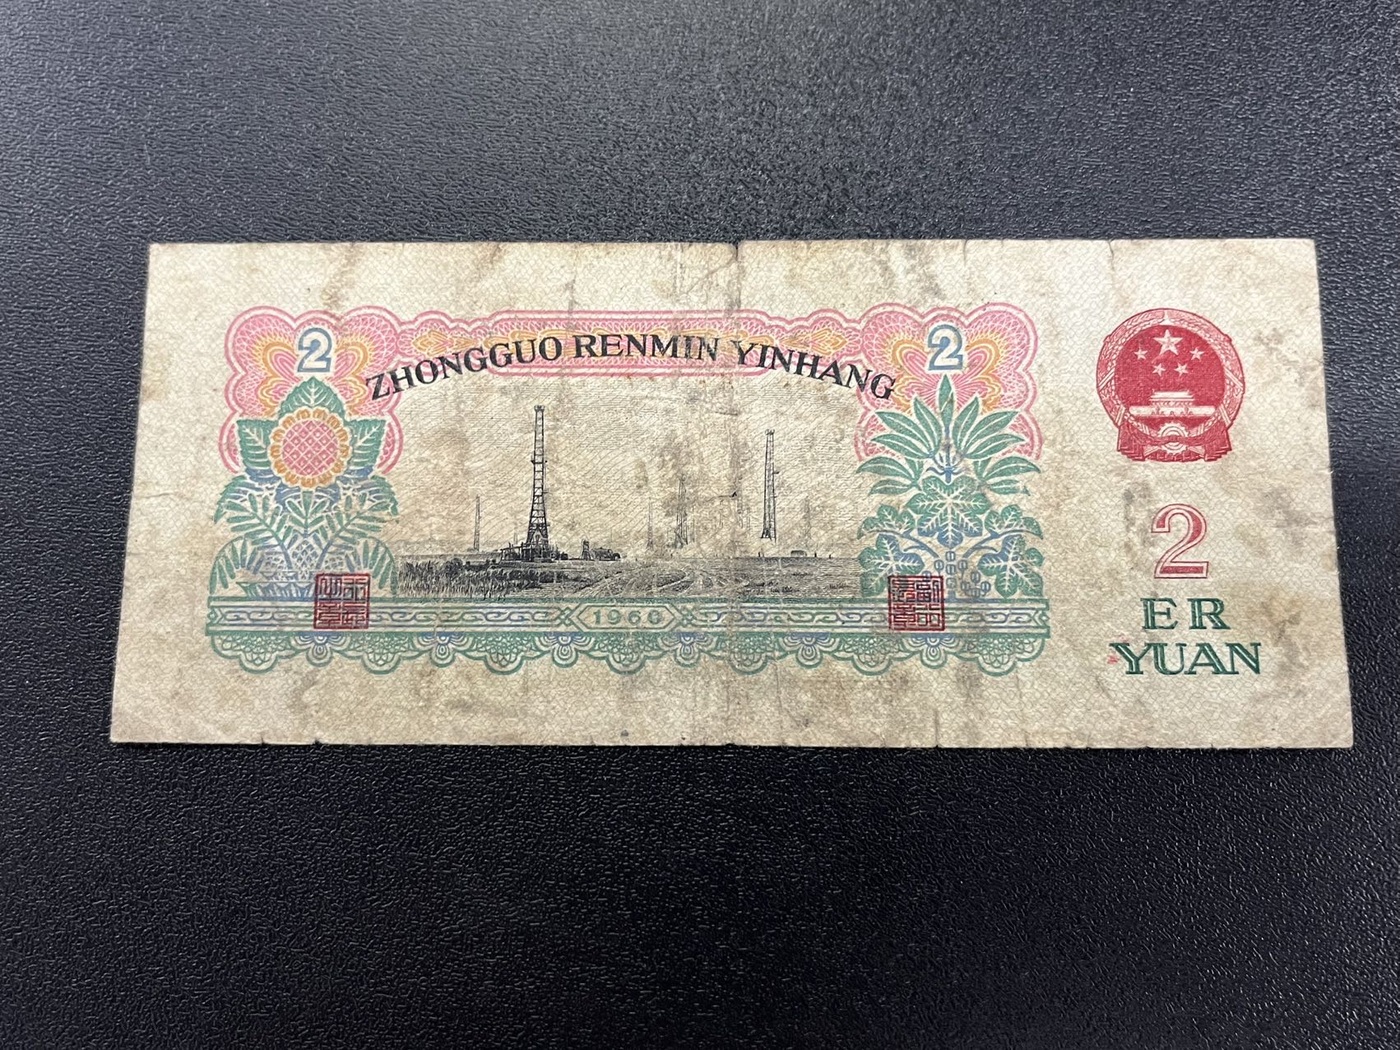 2
2
ZHONGGUO RENMIN YINHANG
1960
2
ER
YUAN